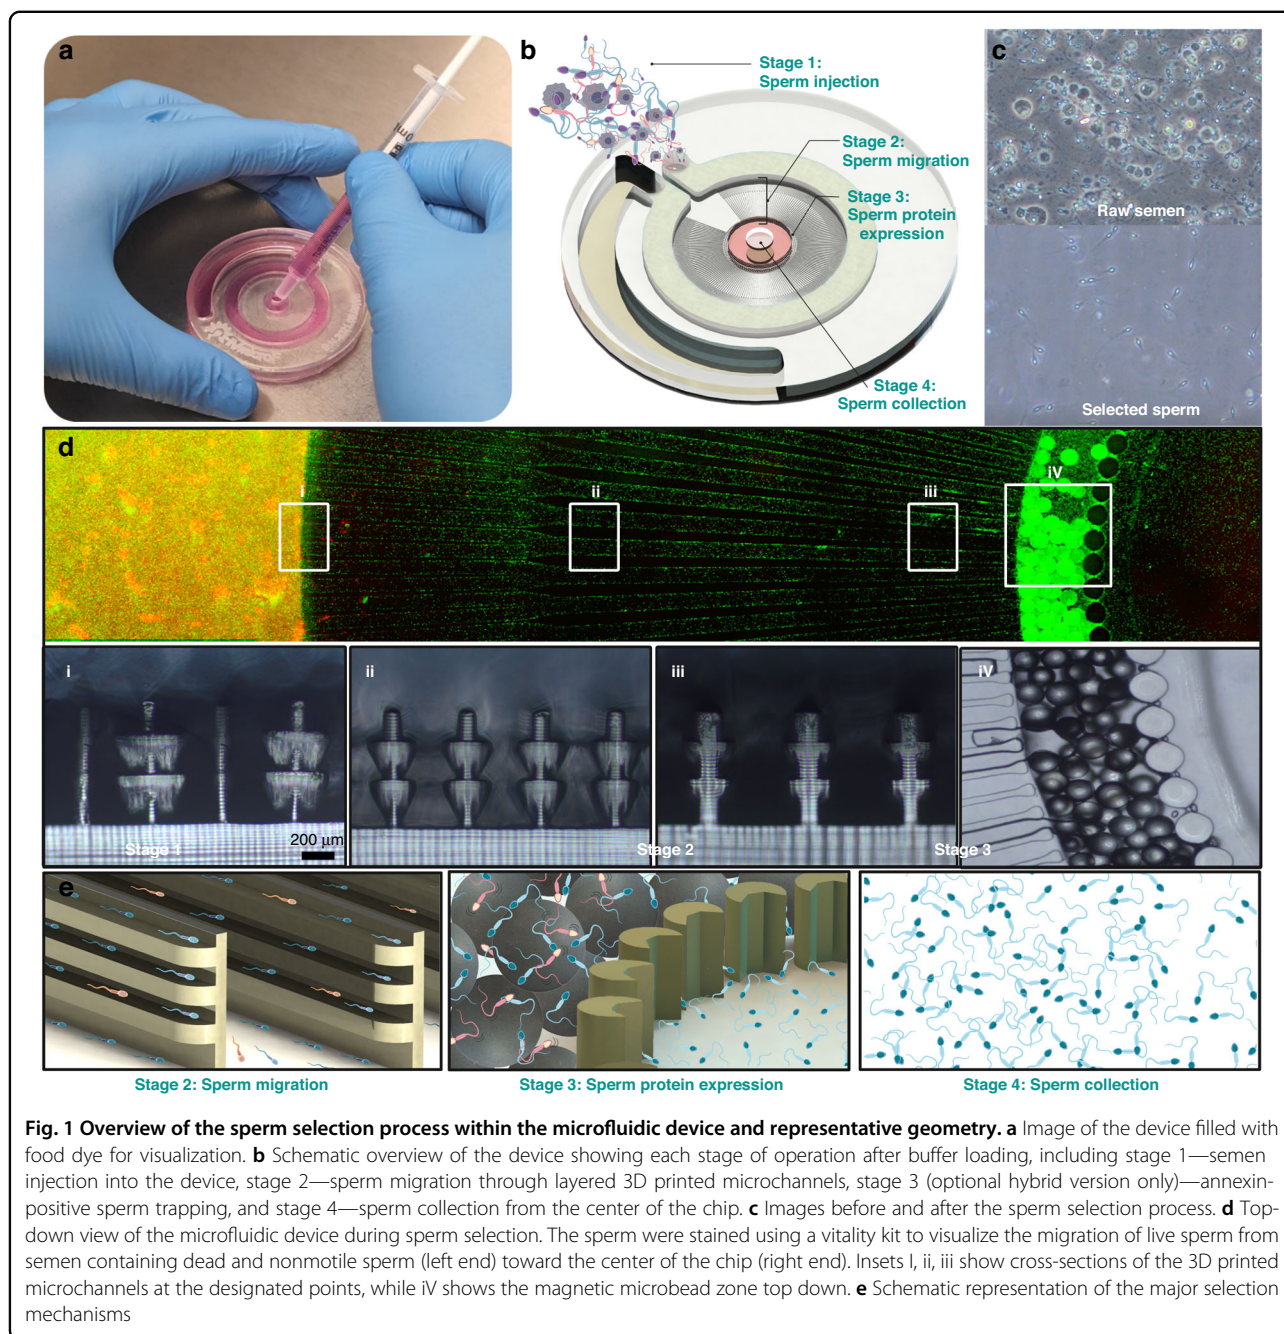 a
b
c
Stage 1:
Sperm injection
Stage 2:
Sperm migration
Stage 3:
Sperm protein
expression
Stage 4:
Sperm collection
Raw semen
Selected sperm
d
i
ii
iii
iV
i
ii
iii
iV
200 μm
Stage 1
Stage 2
Stage 3
e
Stage 2: Sperm migration
Stage 3: Sperm protein expression
Stage 4: Sperm collection
Fig. 1 Overview of the sperm selection process within the microfluidic device and representative geometry. a Image of the device filled with
food dye for visualization. b Schematic overview of the device showing each stage of operation after buffer loading, including stage 1—semen
injection into the device, stage 2—sperm migration through layered 3D printed microchannels, stage 3 (optional hybrid version only)—annexin-
positive sperm trapping, and stage 4—sperm collection from the center of the chip. c Images before and after the sperm selection process. d Top-
down view of the microfluidic device during sperm selection. The sperm were stained using a vitality kit to visualize the migration of live sperm from
semen containing dead and nonmotile sperm (left end) toward the center of the chip (right end). Insets I, ii, iii show cross-sections of the 3D printed
microchannels at the designated points, while iV shows the magnetic microbead zone top down. e Schematic representation of the major selection
mechanisms